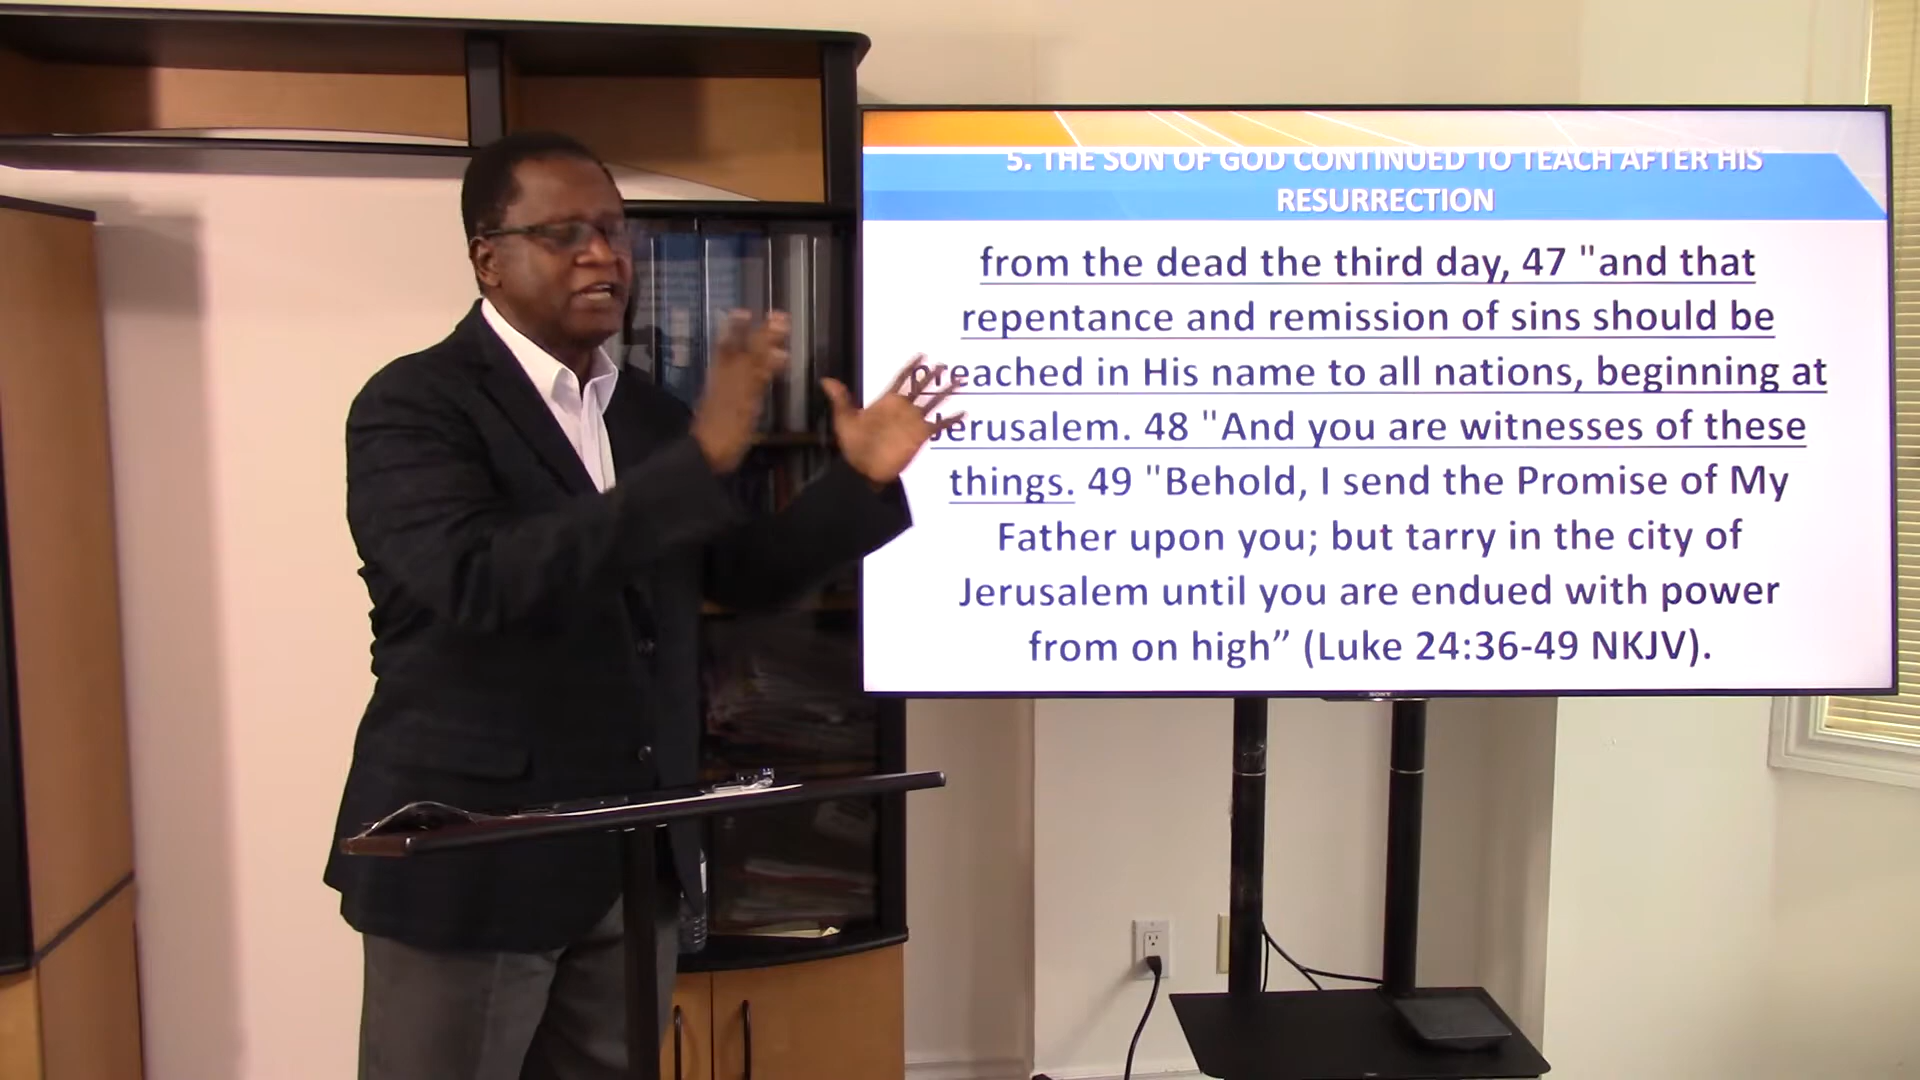 5. THE SON OF GOD CONTINUED TO TEACH AFTER HIS
RESURRECTION
from the dead the third day, 47 "and that
repentance and remission of sins should be
preached in His name to all nations, beginning at
Jerusalem. 48 "And you are witnesses of these
things. 49 "Behold, I send the Promise of My
Father upon you; but tarry in the city of
Jerusalem until you are endued with power
from on high” (Luke 24:36-49 NKJV).
SONY